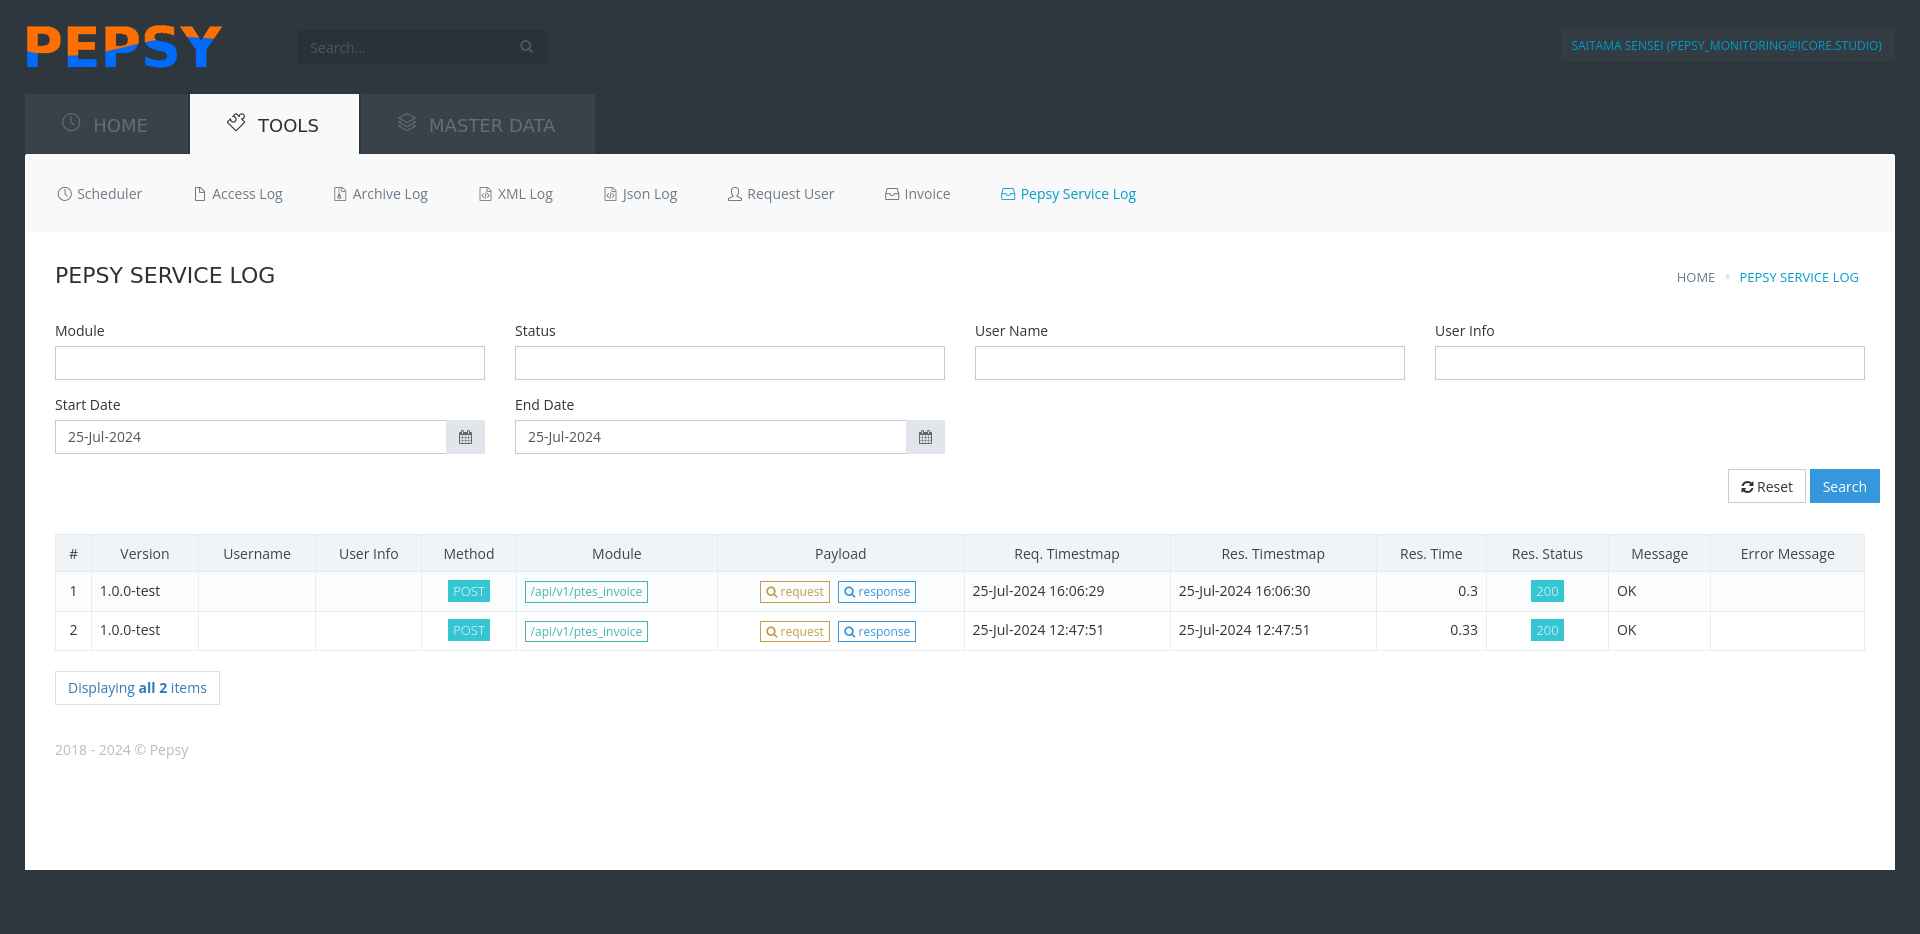 PEPSY
Search...
SAITAMA SENSEI (PEPSY_MONITORING@ICORE.STUDIO)
HOME TOOLS MASTER DATA
Scheduler Access Log Archive Log XML Log Json Log Request User Invoice Pepsy Service Log
PEPSY SERVICE LOG
HOME • PEPSY SERVICE LOG
Module Status User Name User Info
Start Date End Date
25-Jul-2024 25-Jul-2024
Reset Search
# Version Username User Info Method Module Payload Req. Timestmap Res. Timestmap Res. Time Res. Status Message Error Message
1 1.0.0-test POST /api/v1/ptes_invoice request response 25-Jul-2024 16:06:29 25-Jul-2024 16:06:30 0.3 200 OK
2 1.0.0-test POST /api/v1/ptes_invoice request response 25-Jul-2024 12:47:51 25-Jul-2024 12:47:51 0.33 200 OK
Displaying all 2 items
2018 - 2024 © Pepsy